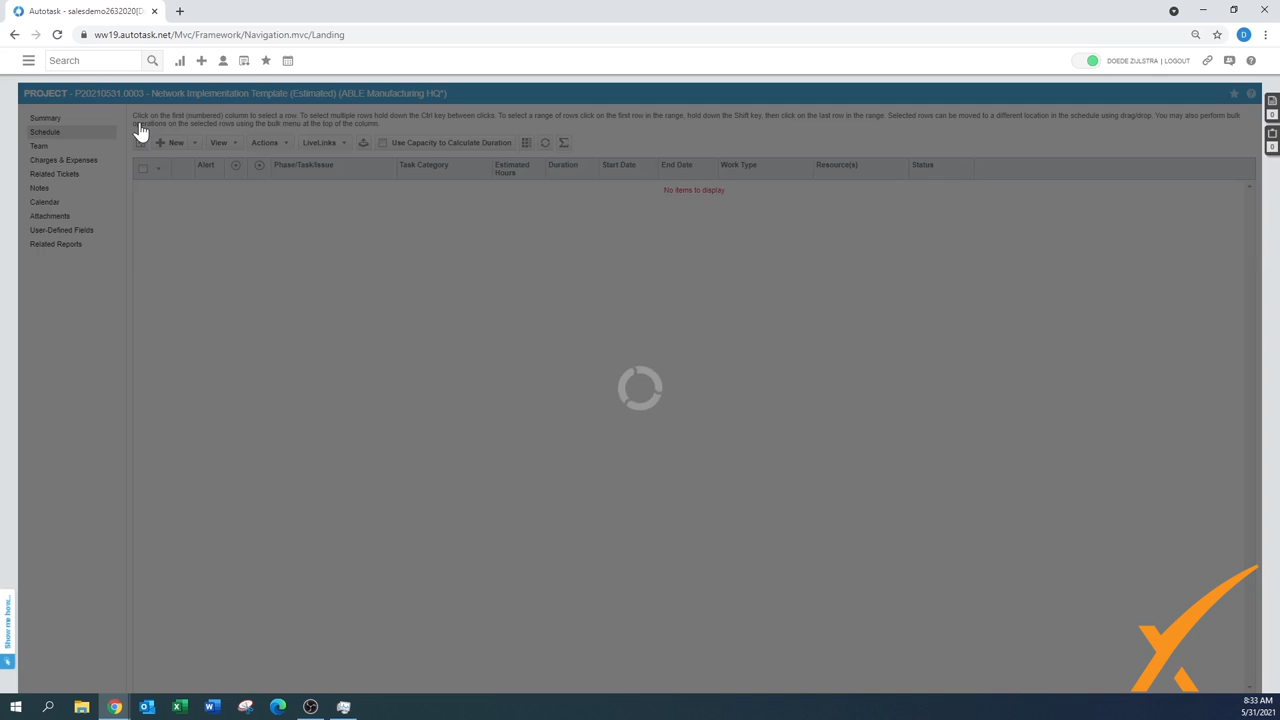 Autotask - salesdemo2632020[D
ww19.autotask.net/Mvc/Framework/Navigation.mvc/Landing
D
Search
DOEDE ZIJLSTRA | LOGOUT
PROJECT - P20210531.0003 - Network Implementation Template (Estimated) (ABLE Manufacturing HQ*)
Summary
Schedule
Team
Charges & Expenses
Related Tickets
Notes
Calendar
Attachments
User-Defined Fields
Related Reports
Click on the first (numbered) column to select a row. To select multiple rows hold down the Ctrl key between clicks. To select a range of rows click on the first row in the range, hold down the Shift key, then click on the last row in the range. Selected rows can be moved to a different location in the schedule using drag/drop. You may also perform bulk
operations on the selected rows using the bulk menu at the top of the column.
New View Actions LiveLinks Use Capacity to Calculate Duration
Alert Phase/Task/Issue Task Category Estimated Hours Duration Start Date End Date Work Type Resource(s) Status
No items to display
0
0
Show me how...
8:33 AM
5/31/2021